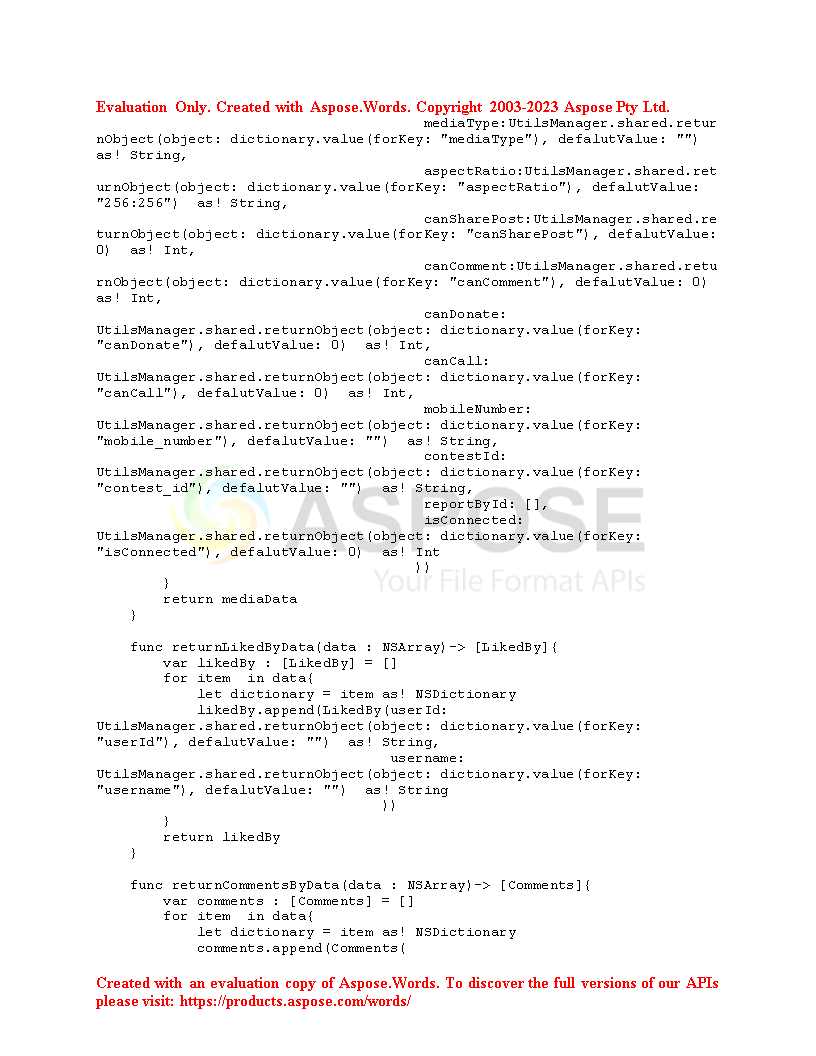 Evaluation Only. Created with Aspose.Words. Copyright 2003-2023 Aspose Pty Ltd.
mediaType:UtilsManager.shared.retur
nObject(object: dictionary.value(forKey: "mediaType"), defalutValue: "")
as! String,
aspectRatio:UtilsManager.shared.ret
urnObject(object: dictionary.value(forKey: "aspectRatio"), defalutValue:
"256:256")  as! String,
canSharePost:UtilsManager.shared.re
turnObject(object: dictionary.value(forKey: "canSharePost"), defalutValue:
0)  as! Int,
canComment:UtilsManager.shared.retu
rnObject(object: dictionary.value(forKey: "canComment"), defalutValue: 0)
as! Int,
canDonate:
UtilsManager.shared.returnObject(object: dictionary.value(forKey:
"canDonate"), defalutValue: 0)  as! Int,
canCall:
UtilsManager.shared.returnObject(object: dictionary.value(forKey:
"canCall"), defalutValue: 0)  as! Int,
mobileNumber:
UtilsManager.shared.returnObject(object: dictionary.value(forKey:
"mobile_number"), defalutValue: "")  as! String,
contestId:
UtilsManager.shared.returnObject(object: dictionary.value(forKey:
"contest_id"), defalutValue: "")  as! String,
reportById: [],
isConnected:
UtilsManager.shared.returnObject(object: dictionary.value(forKey:
"isConnected"), defalutValue: 0)  as! Int
))
}
return mediaData
}
func returnLikedByData(data : NSArray)-> [LikedBy]{
var likedBy : [LikedBy] = []
for item  in data{
let dictionary = item as! NSDictionary
likedBy.append(LikedBy(userId:
UtilsManager.shared.returnObject(object: dictionary.value(forKey:
"userId"), defalutValue: "")  as! String,
username:
UtilsManager.shared.returnObject(object: dictionary.value(forKey:
"username"), defalutValue: "")  as! String
))
}
return likedBy
}
func returnCommentsByData(data : NSArray)-> [Comments]{
var comments : [Comments] = []
for item  in data{
let dictionary = item as! NSDictionary
comments.append(Comments(
ASPOSE
Your File Format APIs
Created with an evaluation copy of Aspose.Words. To discover the full versions of our APIs
please visit: https://products.aspose.com/words/